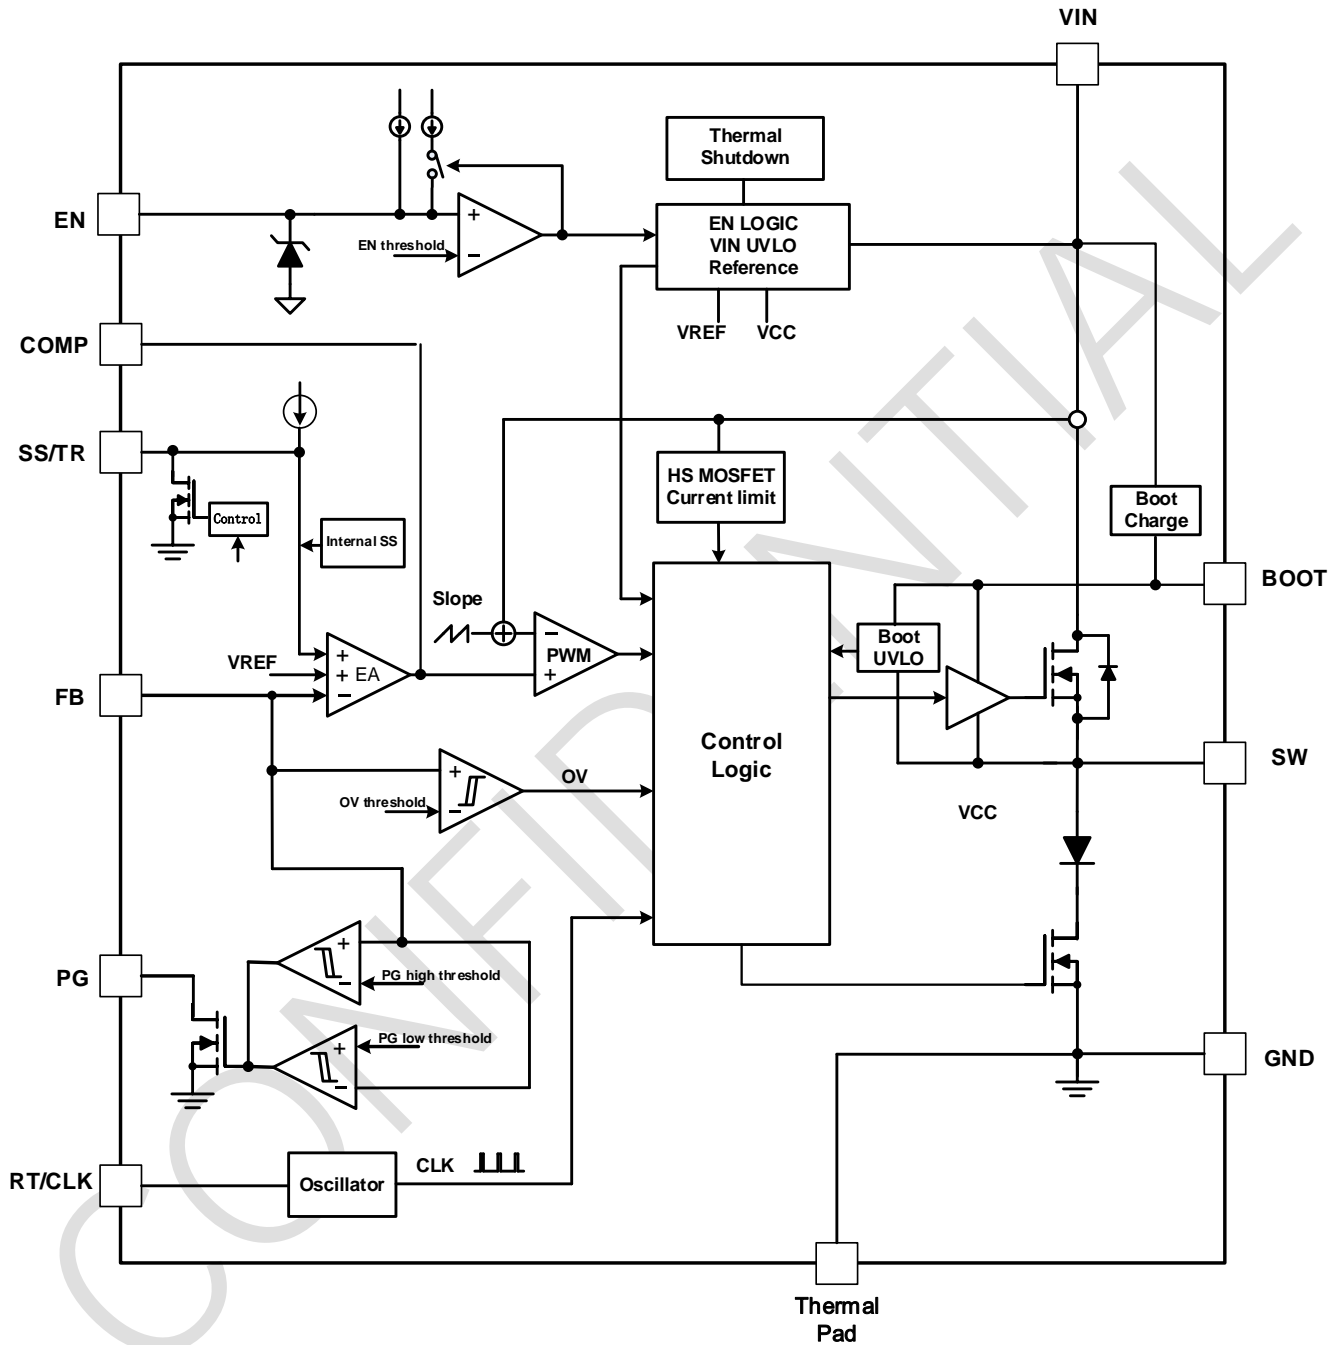 VIN
Thermal
Shutdown
EN
+
EN threshold
−
EN LOGIC
VIN UVLO
Reference
VREF
VCC
COMP
SS/TR
Control
Internal SS
HS MOSFET
Current limit
Boot
Charge
BOOT
Slope
+
−
PWM
+
Boot
UVLO
VREF
+
+ EA
−
FB
Control
Logic
SW
+
OV threshold
−
OV
VCC
+
PG high threshold
−
PG
PG low threshold
+
−
GND
RT/CLK
Oscillator
CLK
Thermal
Pad
CONFIDENTIAL